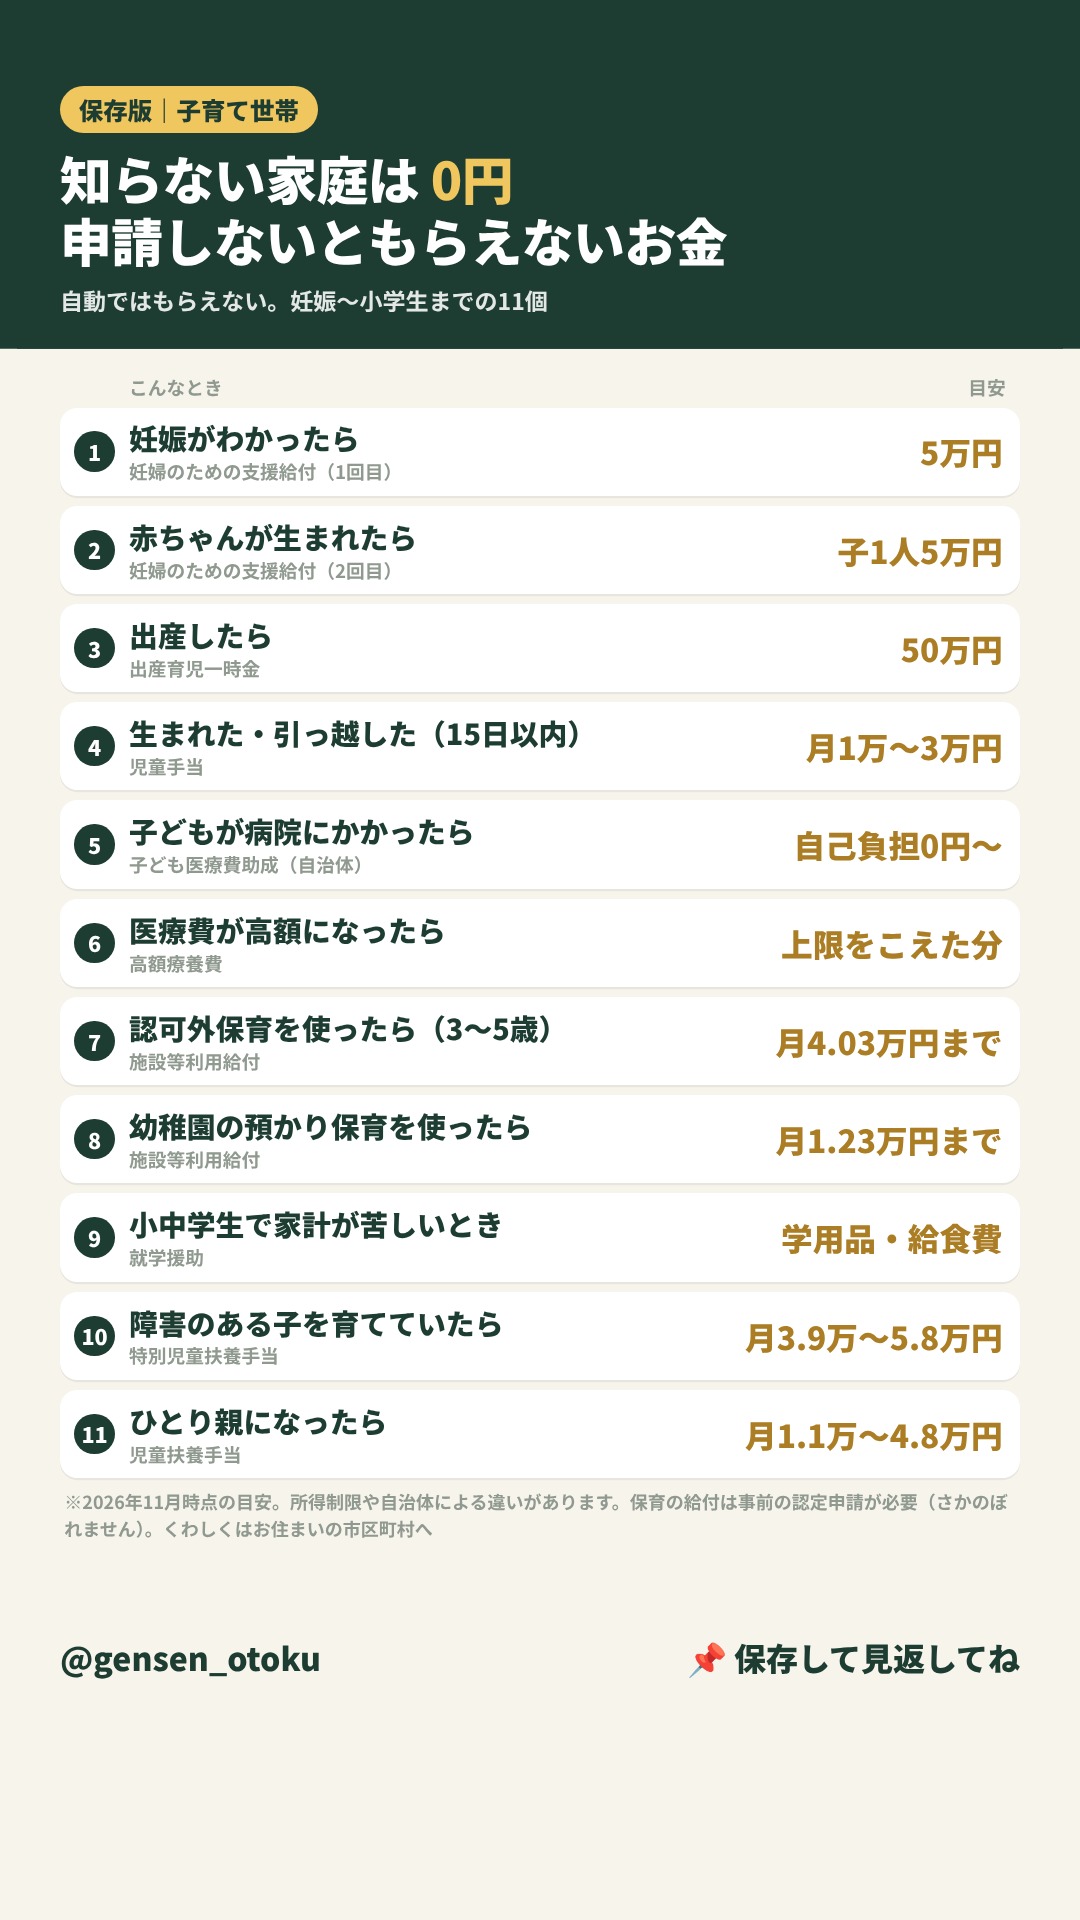 保存版｜子育て世帯
知らない家庭は 0円
申請しないともらえないお金
自動ではもらえない。妊娠〜小学生までの11個
こんなとき 目安
1 妊娠がわかったら 5万円
妊婦のための支援給付（1回目）
2 赤ちゃんが生まれたら 子1人5万円
妊婦のための支援給付（2回目）
3 出産したら 50万円
出産育児一時金
4 生まれた・引っ越した（15日以内） 月1万〜3万円
児童手当
5 子どもが病院にかかったら 自己負担0円〜
子ども医療費助成（自治体）
6 医療費が高額になったら 上限をこえた分
高額療養費
7 認可外保育を使ったら（3〜5歳） 月4.03万円まで
施設等利用給付
8 幼稚園の預かり保育を使ったら 月1.23万円まで
施設等利用給付
9 小中学生で家計が苦しいとき 学用品・給食費
就学援助
10 障害のある子を育てていたら 月3.9万〜5.8万円
特別児童扶養手当
11 ひとり親になったら 月1.1万〜4.8万円
児童扶養手当
※2026年11月時点の目安。所得制限や自治体による違いがあります。保育の給付は事前の認定申請が必要（さかのぼ
れません）。くわしくはお住まいの市区町村へ
@gensen_otoku 📌 保存して見返してね